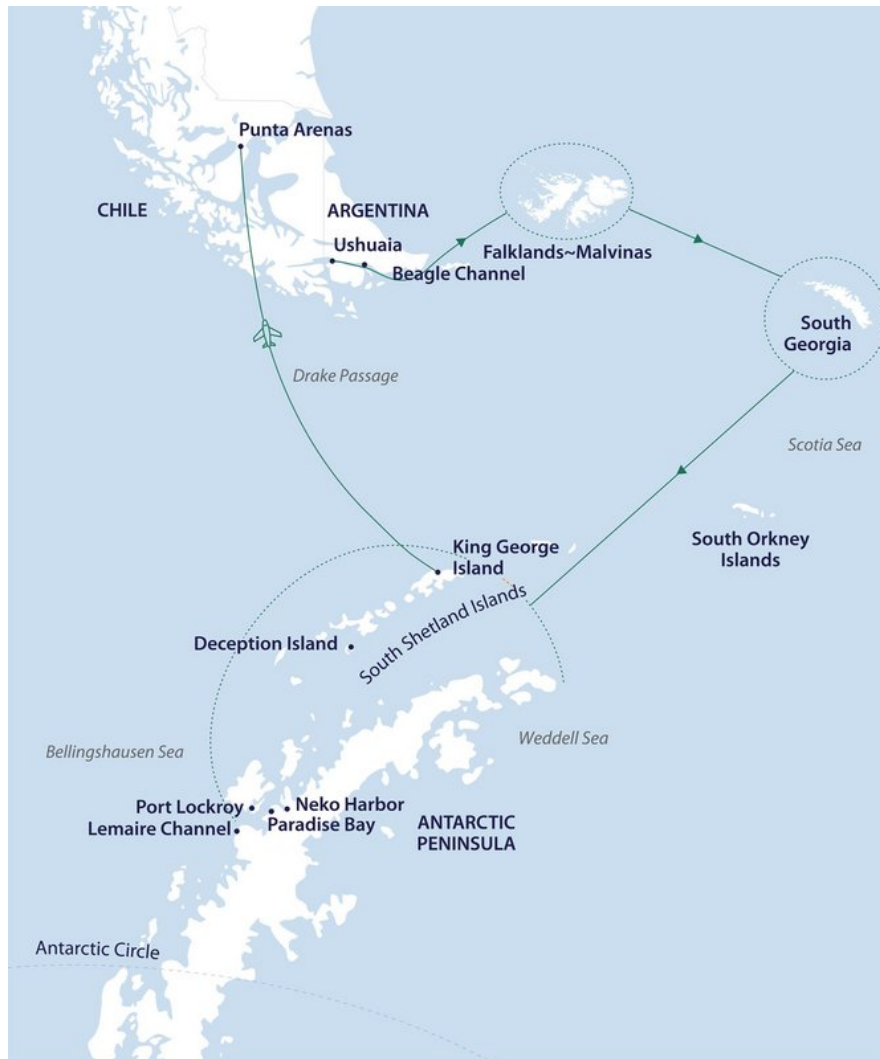 Punta Arenas
CHILE
ARGENTINA
Ushuaia
Beagle Channel
Falklands~Malvinas
South
Georgia
Drake Passage
Scotia Sea
King George
Island
South Orkney
Islands
South Shetland Islands
Deception Island
Bellingshausen Sea
Weddell Sea
Port Lockroy
Neko Harbor
Lemaire Channel
Paradise Bay
ANTARCTIC
PENINSULA
Antarctic Circle